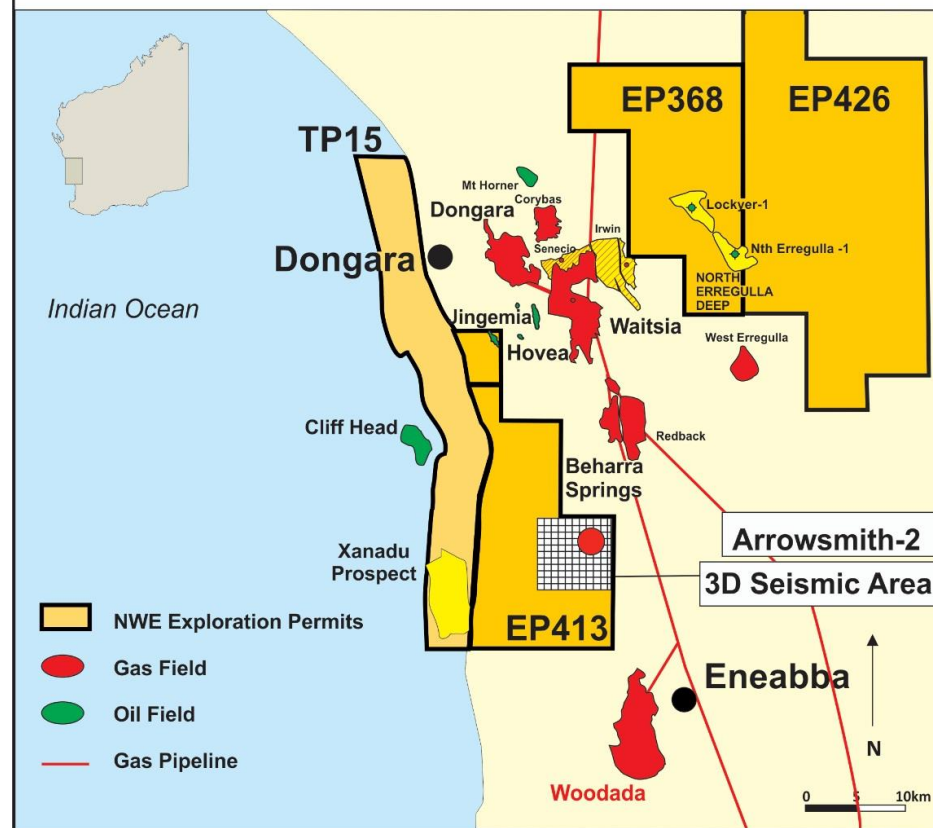 EP368
EP426
TP15
Mt Horner
Corybas
Dongara
Lockyer-1
Irwin
Senecio
Nth Erregulla -1
Dongara
NORTH
ERREGULLA
DEEP
Indian Ocean
Jingemia
Waitsia
Hovea
West Erregulla
Cliff Head
Redback
Beharra
Springs
Arrowsmith-2
Xanadu
Prospect
3D Seismic Area
NWE Exploration Permits
EP413
Gas Field
Eneabba
Oil Field
Gas Pipeline
N
Woodada
0 5 10km